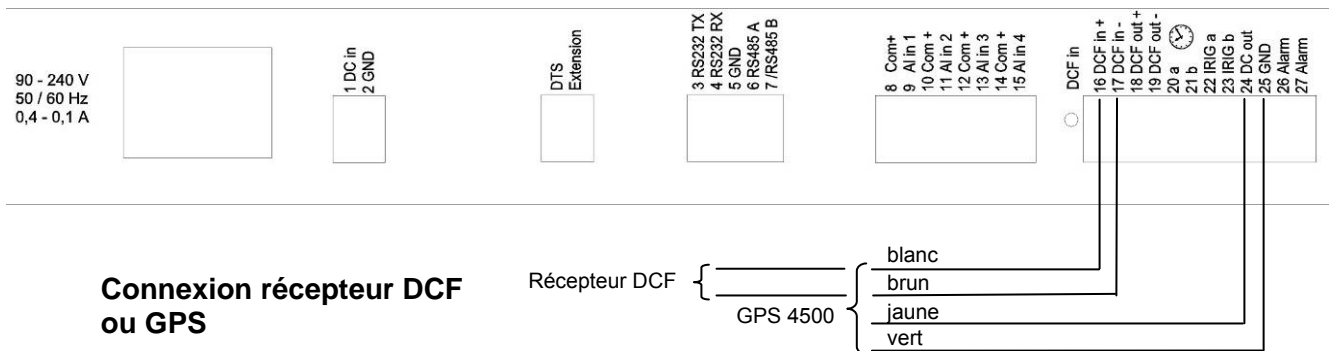 90 - 240 V
50 / 60 Hz
0,4 - 0,1 A
1 DC in
2 GND
DTS
Extension
3 RS232 TX
4 RS232 RX
5 GND
6 RS485 A
7 /RS485 B
8 Com+
9 Al in 1
10 Com +
11 Al in 2
12 Com +
13 Al in 3
14 Com +
15 Al in 4
DCF in
16 DCF in +
17 DCF in -
18 DCF out +
19 DCF out -
20 a
21 b
22 IRIG a
23 IRIG b
24 DC out
25 GND
26 Alarm
27 Alarm
Connexion récepteur DCF
ou GPS
Récepteur DCF
GPS 4500
blanc
brun
jaune
vert